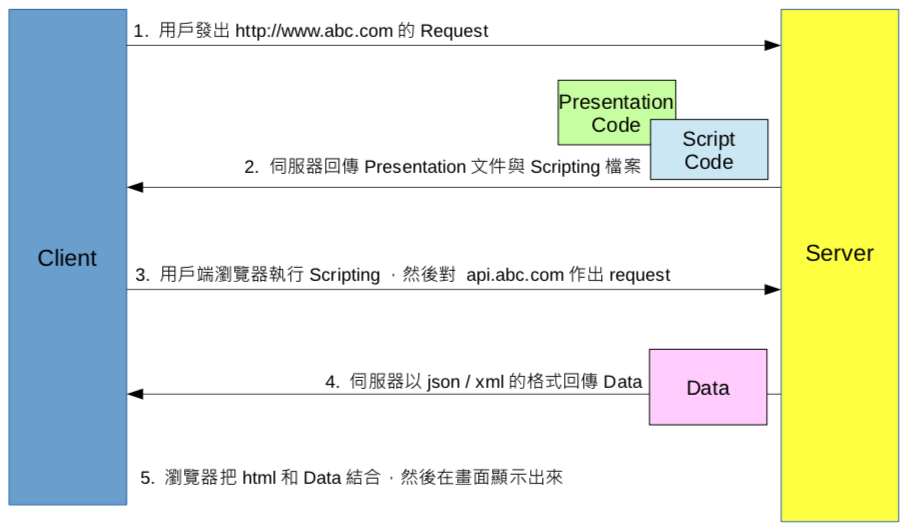 1. 用戶發出 http://www.abc.com 的 Request
Presentation
Code
Script
Code
2. 伺服器回傳 Presentation 文件與 Scripting 檔案
Client
Server
3. 用戶端瀏覽器執行 Scripting ，然後對 api.abc.com 作出 request
4. 伺服器以 json / xml 的格式回傳 Data
Data
5. 瀏覽器把 html 和 Data 結合，然後在畫面顯示出來